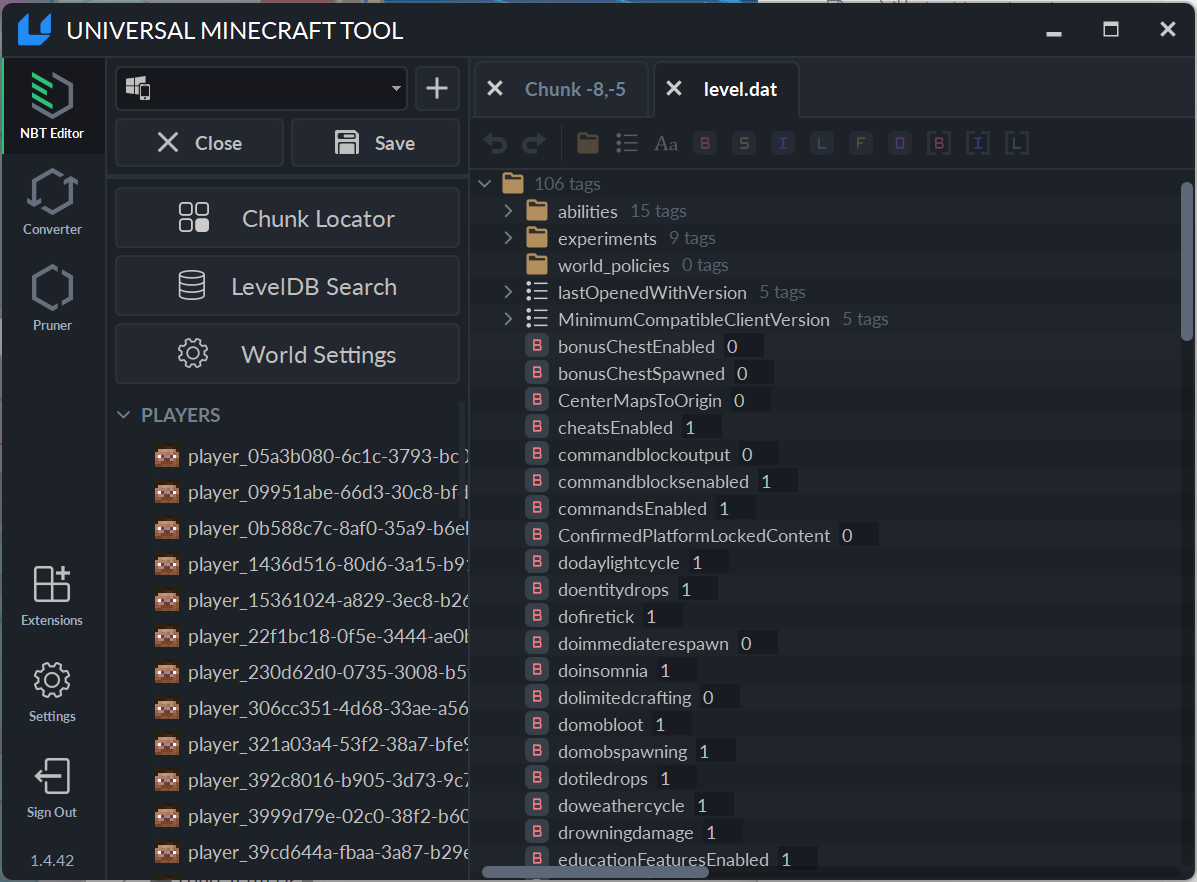 UNIVERSAL MINECRAFT TOOL
NBT Editor
Converter
Pruner
Extensions
Settings
Sign Out
1.4.42
Close
Save
Chunk Locator
LevelDB Search
World Settings
PLAYERS
player_05a3b080-6c1c-3793-bc
player_09951abe-66d3-30c8-bf
player_0b588c7c-8af0-35a9-b6e
player_1436d516-80d6-3a15-b9
player_15361024-a829-3ec8-b26
player_22f1bc18-0f5e-3444-ae0
player_230d62d0-0735-3008-b5
player_306cc351-4d68-33ae-a56
player_321a03a4-53f2-38a7-bfe9
player_392c8016-b905-3d73-9c7
player_3999d79e-02c0-38f2-b60
player_39cd644a-fbaa-3a87-b29e
Chunk -8,-5
level.dat
Aa B S I L F D B I L
106 tags
abilities 15 tags
experiments 9 tags
world_policies 0 tags
lastOpenedWithVersion 5 tags
MinimumCompatibleClientVersion 5 tags
B bonusChestEnabled 0
B bonusChestSpawned 0
B CenterMapsToOrigin 0
B cheatsEnabled 1
B commandblockoutput 0
B commandblocksenabled 1
B commandsEnabled 1
B ConfirmedPlatformLockedContent 0
B dodaylightcycle 1
B doentitydrops 1
B dofiretick 1
B doimmediaterespawn 0
B doinsomnia 1
B dolimitedcrafting 0
B domobloot 1
B domobspawning 1
B dotiledrops 1
B doweathercycle 1
B drowningdamage 1
B educationFeaturesEnabled 1